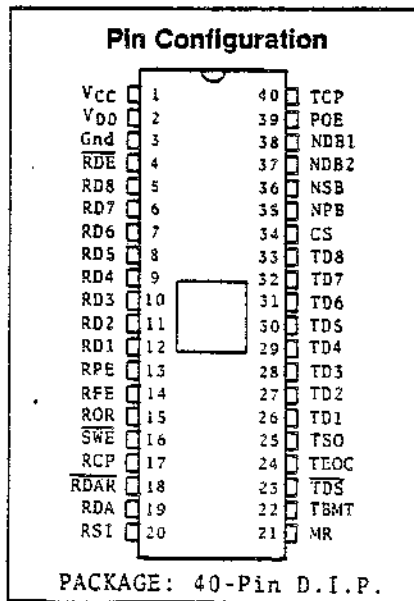 Pin Configuration
VCC 1 40 TCP
VDD 2 39 POE
Gnd 3 38 NDB1
RDE 4 37 NDB2
RD8 5 36 NSB
RD7 6 35 NPB
RD6 7 34 CS
RD5 8 33 TD8
RD4 9 32 TD7
RD3 10 31 TD6
RD2 11 30 TD5
RD1 12 29 TD4
RPE 13 28 TD3
RFE 14 27 TD2
ROR 15 26 TD1
SWE 16 25 TSO
RCP 17 24 TEOC
RDAR 18 23 TDS
RDA 19 22 TBMT
RSI 20 21 MR
PACKAGE: 40-Pin D.I.P.